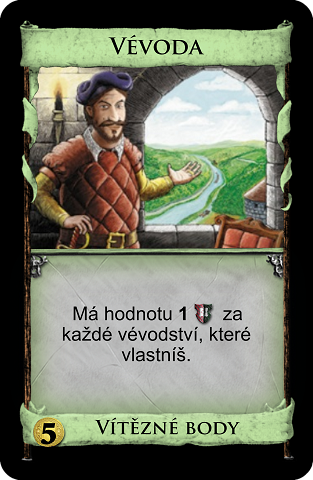 Vévoda
Má hodnotu 1 za
každé vévodství, které
vlastníš.
5 Vítězné body